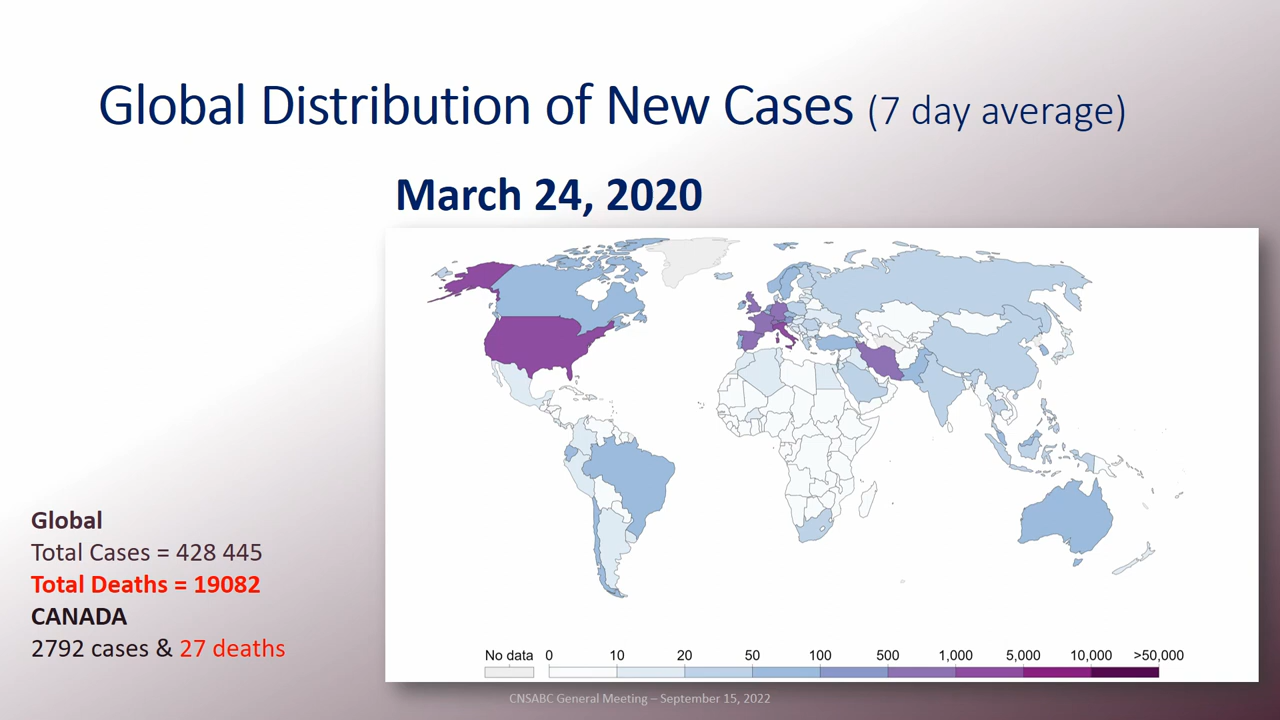 Global Distribution of New Cases (7 day average)
March 24, 2020
Global
Total Cases = 428 445
Total Deaths = 19082
CANADA
2792 cases & 27 deaths
No data 0 10 20 50 100 500 1,000 5,000 10,000 >50,000
CNSABC General Meeting – September 15, 2022